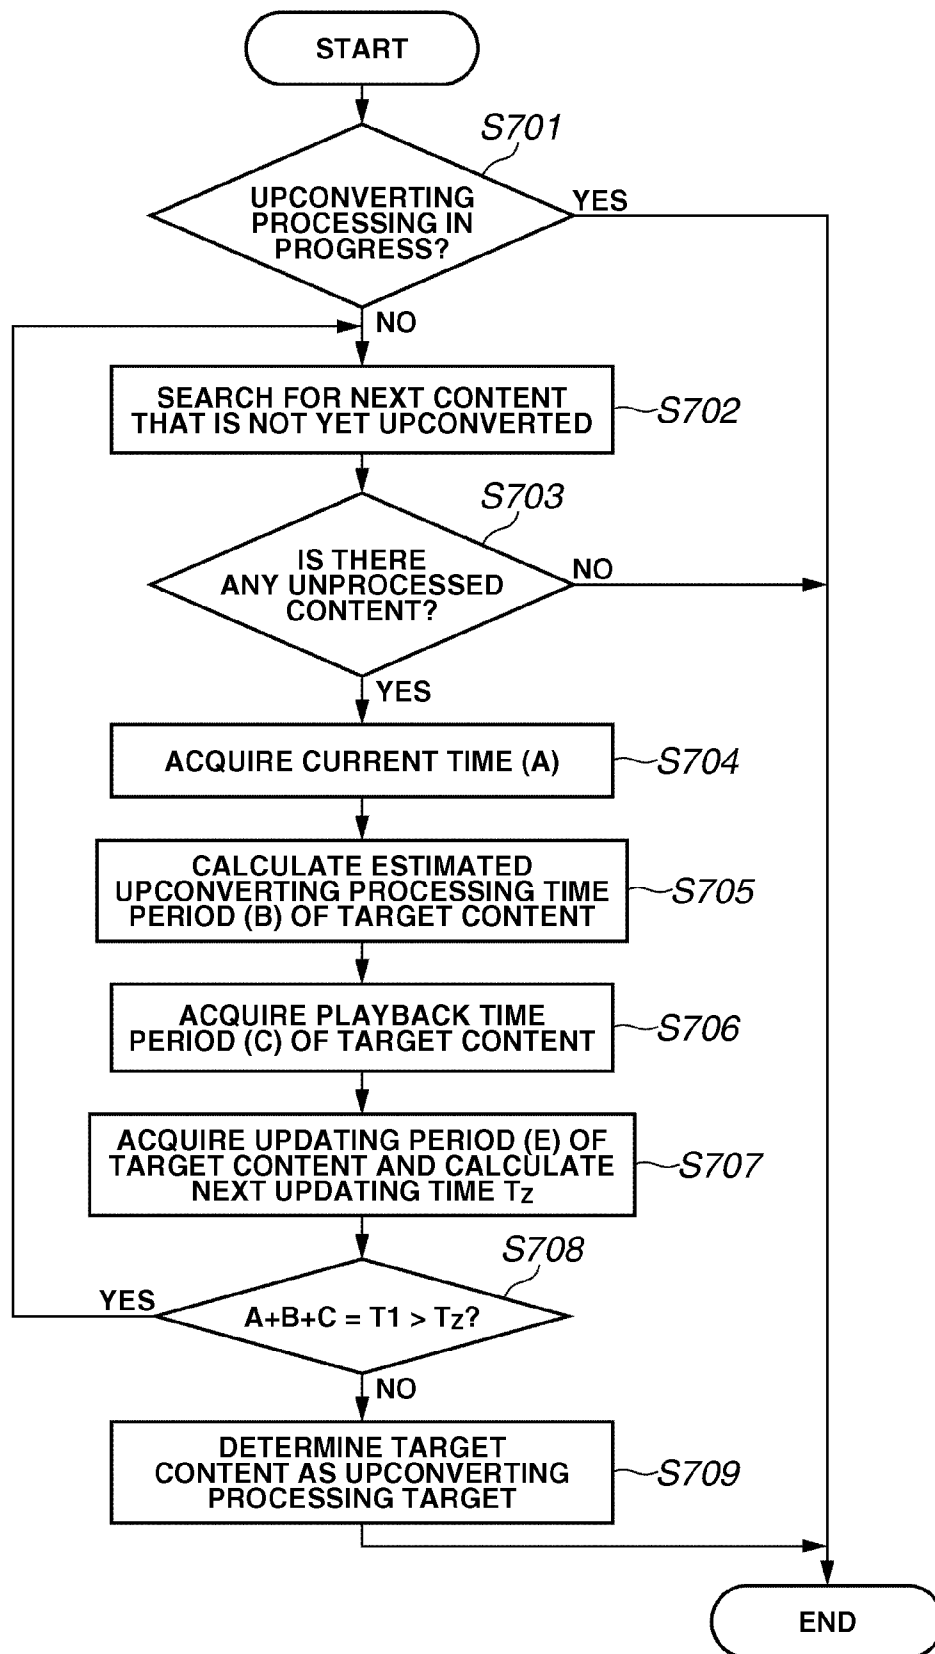 START
S701
UPCONVERTING
PROCESSING IN
PROGRESS?
YES
NO
SEARCH FOR NEXT CONTENT
THAT IS NOT YET UPCONVERTED
S702
S703
IS THERE
ANY UNPROCESSED
CONTENT?
NO
YES
ACQUIRE CURRENT TIME (A)
S704
CALCULATE ESTIMATED
UPCONVERTING PROCESSING TIME
PERIOD (B) OF TARGET CONTENT
S705
ACQUIRE PLAYBACK TIME
PERIOD (C) OF TARGET CONTENT
S706
ACQUIRE UPDATING PERIOD (E) OF
TARGET CONTENT AND CALCULATE
NEXT UPDATING TIME TZ
S707
S708
YES
A+B+C = T1 > TZ?
NO
DETERMINE TARGET
CONTENT AS UPCONVERTING
PROCESSING TARGET
S709
END